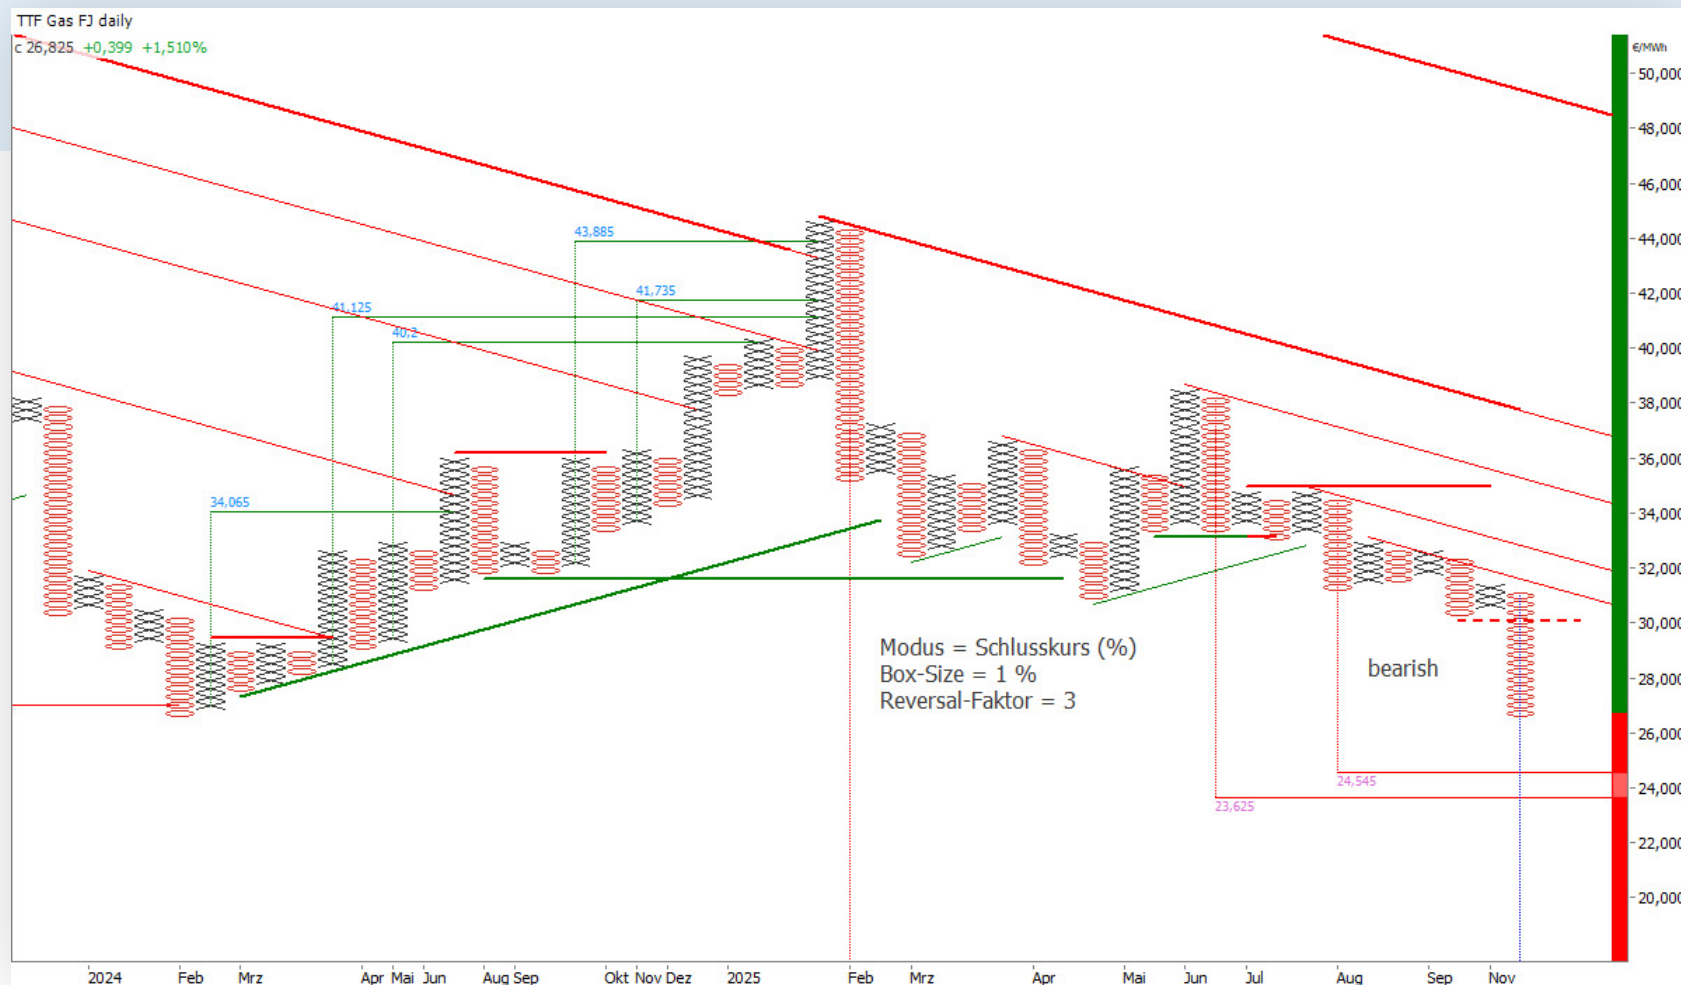 TTF Gas FJ daily
c 26,825 +0,399 +1,510%
€/MWh
50,000
48,000
46,000
44,000
42,000
40,000
38,000
36,000
34,000
32,000
30,000
28,000
26,000
24,000
22,000
20,000
43,885
41,735
41,125
40,2
34,065
Modus = Schlusskurs (%)
Box-Size = 1 %
Reversal-Faktor = 3
bearish
24,545
23,625
2024 Feb Mrz Apr Mai Jun Aug Sep Okt Nov Dez 2025 Feb Mrz Apr Mai Jun Jul Aug Sep Nov